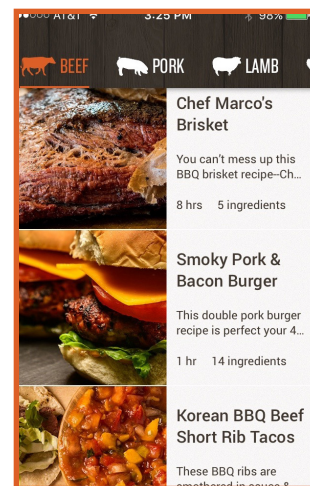 AT&T 3:25 PM 98%
BEEF PORK LAMB
Chef Marco's
Brisket
You can't mess up this
BBQ brisket recipe--Ch...
8 hrs 5 ingredients
Smoky Pork &
Bacon Burger
This double pork burger
recipe is perfect your 4...
1 hr 14 ingredients
Korean BBQ Beef
Short Rib Tacos
These BBQ ribs are